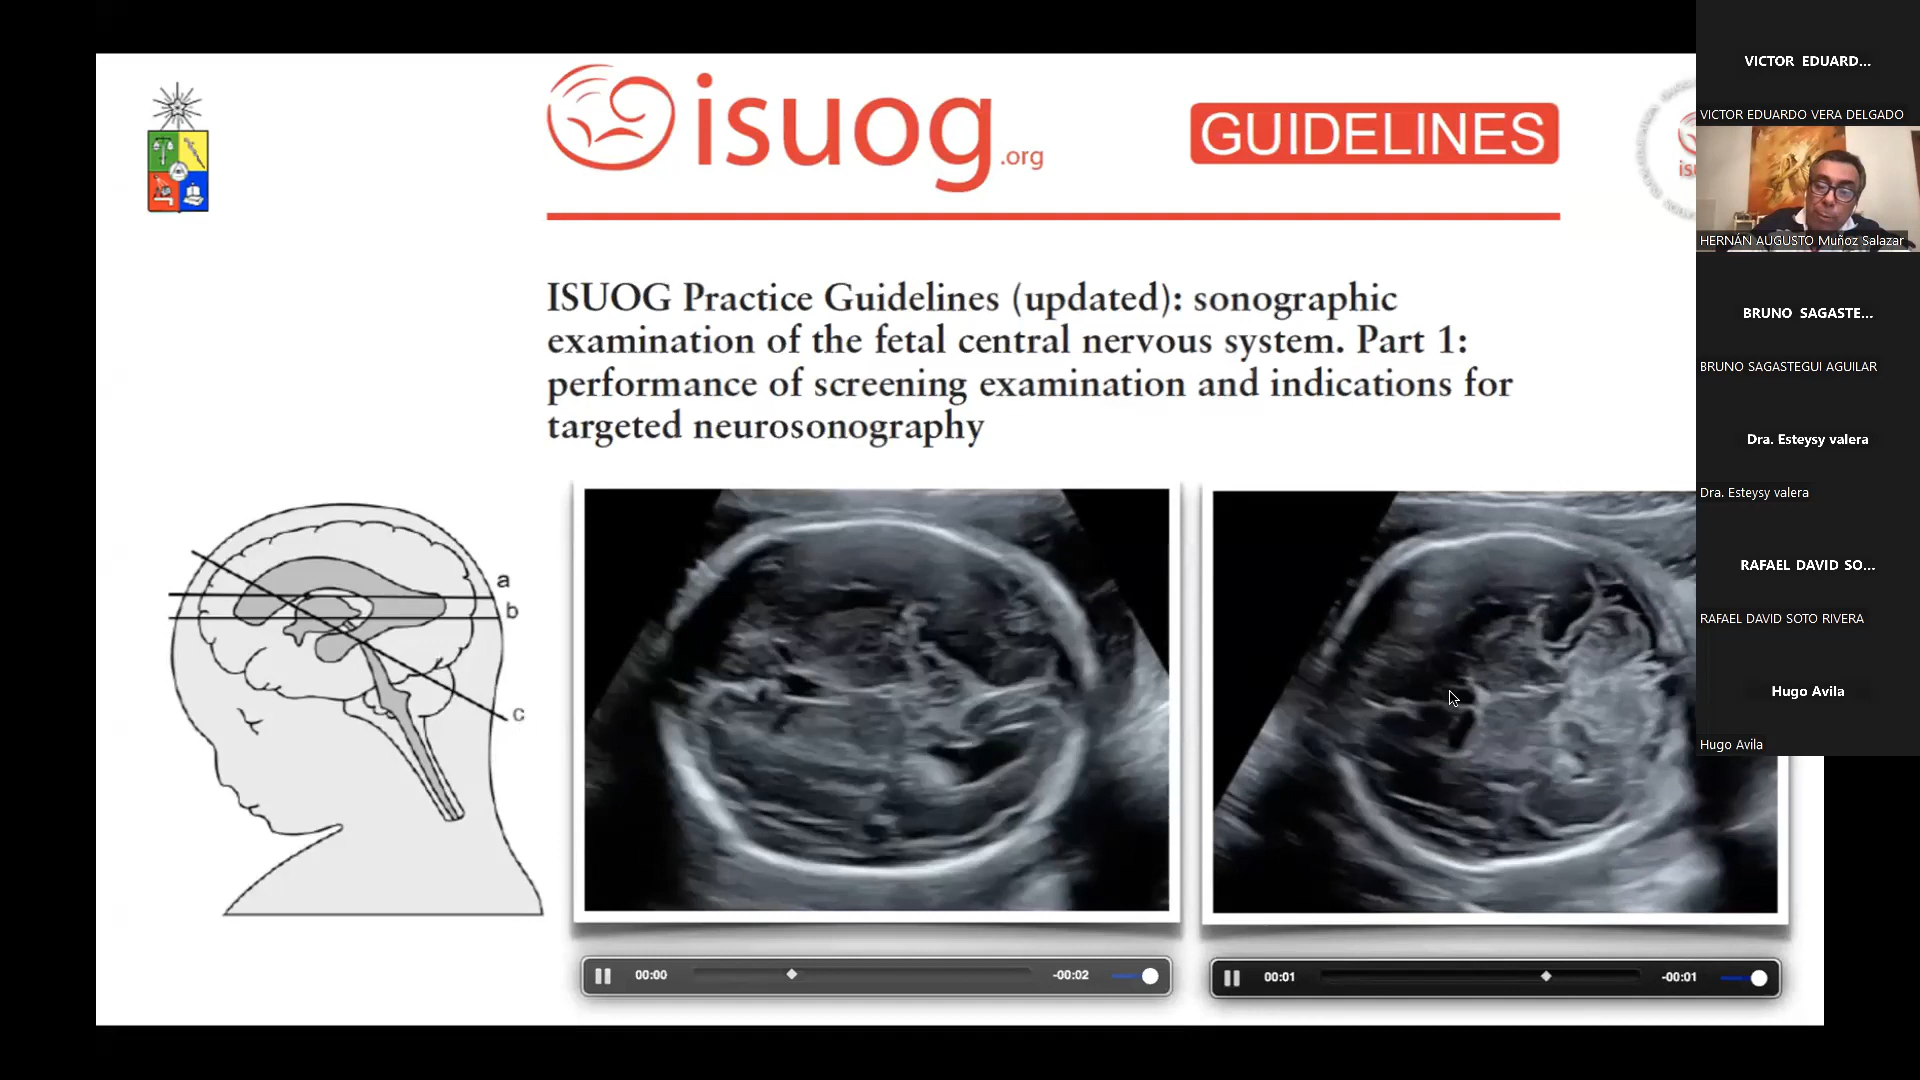 isuog.org
GUIDELINES
ISUOG Practice Guidelines (updated): sonographic
examination of the fetal central nervous system. Part 1:
performance of screening examination and indications for
targeted neurosonography
a
b
c
00:00
-00:02
00:01
-00:01
VICTOR EDUARD...
VICTOR EDUARDO VERA DELGADO
HERNÁN AUGUSTO Muñoz Salazar
BRUNO SAGASTE...
BRUNO SAGASTEGUI AGUILAR
Dra. Esteysy valera
Dra. Esteysy valera
RAFAEL DAVID SO...
RAFAEL DAVID SOTO RIVERA
Hugo Avila
Hugo Avila